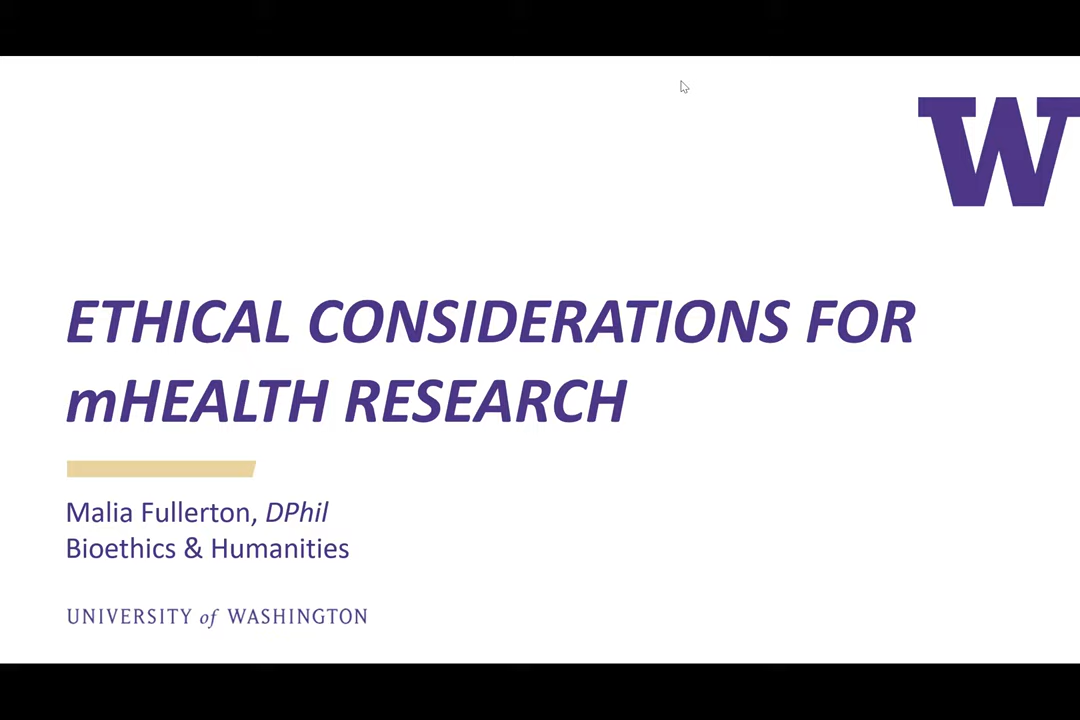 W
ETHICAL CONSIDERATIONS FOR
mHEALTH RESEARCH
Malia Fullerton, DPhil
Bioethics & Humanities
UNIVERSITY of WASHINGTON